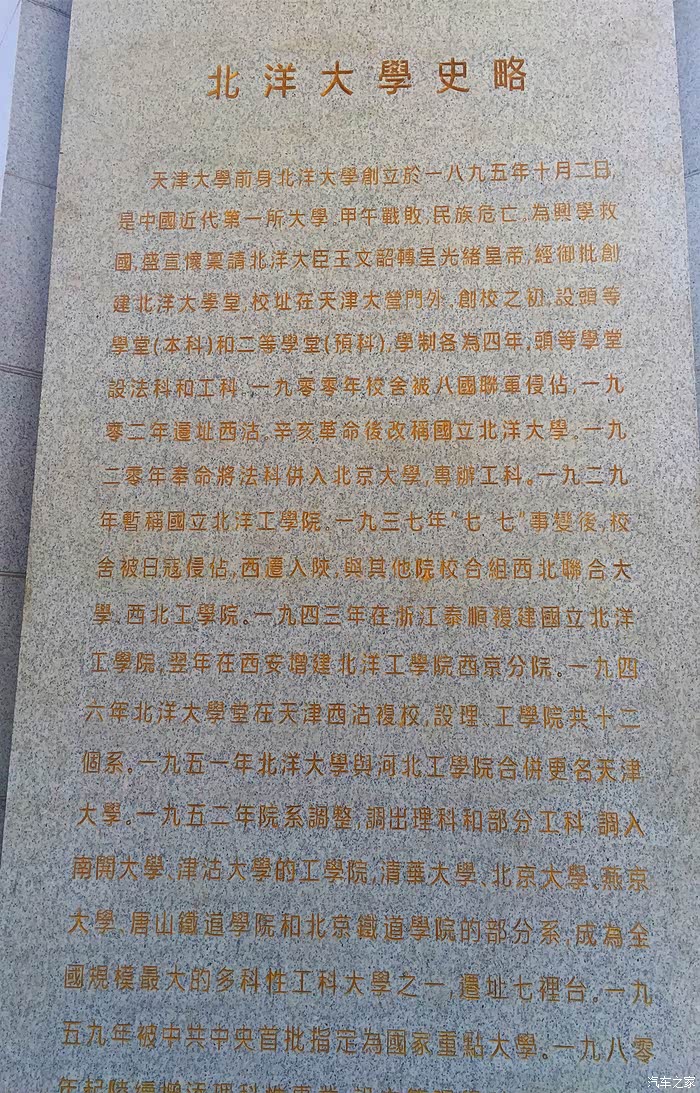 北洋大學史略
天津大學前身北洋大學創立於一八九五年十月二日,
是中國近代第一所大學.甲午戰敗,民族危亡,為興學救
國,盛宣懷稟請北洋大臣王文韶轉呈光緒皇帝,經御批創
建北洋大學堂,校址在天津大營門外.創校之初,設頭等
學堂(本科)和二等學堂(預科),學制各為四年,頭等學堂
設法科和工科.一九零零年校舍被八國聯軍侵佔,一九
零二年遷址西沽.辛亥革命後改稱國立北洋大學。一九
二零年奉命將法科併入北京大學,專辦工科。一九二九
年暫稱國立北洋工學院.一九三七年“七 七”事變後,校
舍被日寇侵佔,西遷入陝,與其他院校合組西北聯合大
學、西北工學院。一九四三年在浙江泰順複建國立北洋
工學院,翌年在西安增建北洋工學院西京分院。一九四
六年北洋大學堂在天津西沽複校,設理、工學院共十二
個系。一九五一年北洋大學與河北工學院合併更名天津
大學。一九五二年院系調整,調出理科和部分工科,調入
南開大學、津沽大學的工學院,清華大學、北京大學、燕京
大學、唐山鐵道學院和北京鐵道學院的部分系,成為全
國規模最大的多科性工科大學之一,遷址七裡台。一九
五九年被中共中央首批指定為國家重點大學。一九八零
汽车之家